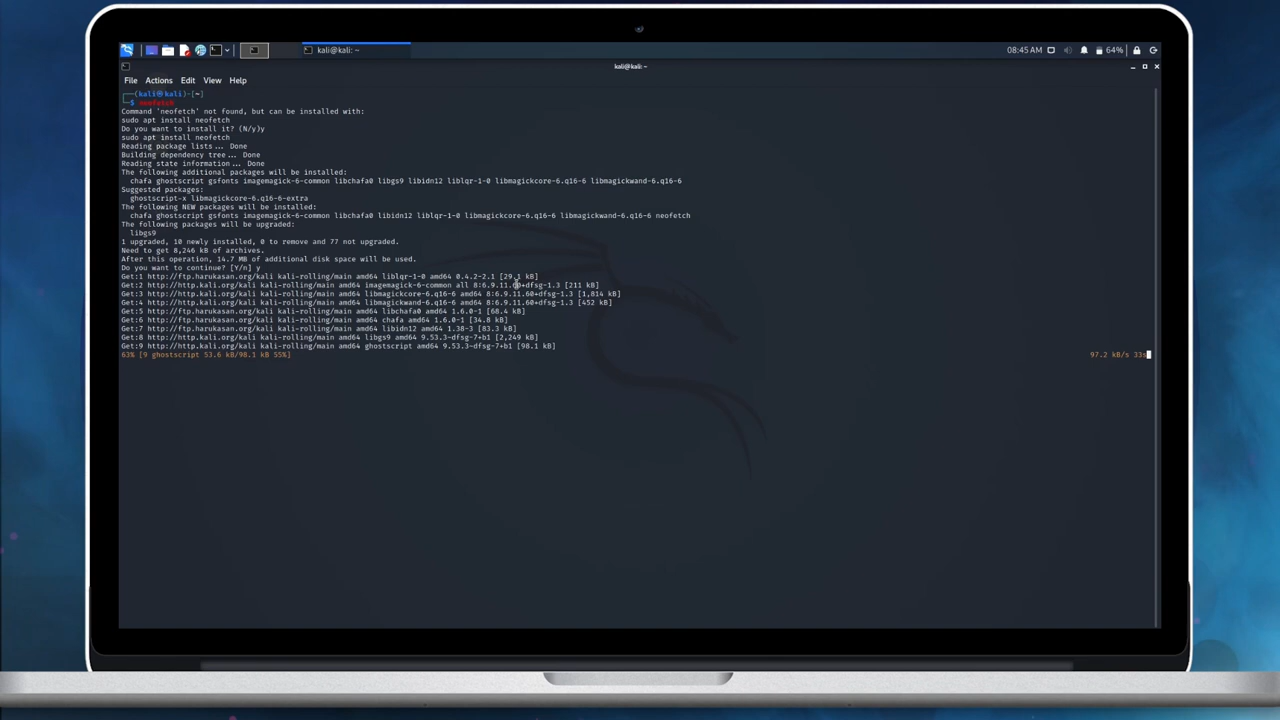 kali@kali: ~
08:45 AM
64%
kali@kali: ~
File Actions Edit View Help
┌──(kali㉿kali)-[~]
└─$ neofetch
Command 'neofetch' not found, but can be installed with:
sudo apt install neofetch
Do you want to install it? (N/y)y
sudo apt install neofetch
Reading package lists... Done
Building dependency tree... Done
Reading state information... Done
The following additional packages will be installed:
chafa ghostscript gsfonts imagemagick-6-common libchafa0 libgs9 libidn12 liblqr-1-0 libmagickcore-6.q16-6 libmagickwand-6.q16-6
Suggested packages:
ghostscript-x libmagickcore-6.q16-6-extra
The following NEW packages will be installed:
chafa ghostscript gsfonts imagemagick-6-common libchafa0 libidn12 liblqr-1-0 libmagickcore-6.q16-6 libmagickwand-6.q16-6 neofetch
The following packages will be upgraded:
libgs9
1 upgraded, 10 newly installed, 0 to remove and 77 not upgraded.
Need to get 8,246 kB of archives.
After this operation, 14.7 MB of additional disk space will be used.
Do you want to continue? [Y/n] y
Get:1 http://ftp.harukasan.org/kali kali-rolling/main amd64 liblqr-1-0 amd64 0.4.2-2.1 [29.1 kB]
Get:2 http://http.kali.org/kali kali-rolling/main amd64 imagemagick-6-common all 8:6.9.11.60+dfsg-1.3 [211 kB]
Get:3 http://http.kali.org/kali kali-rolling/main amd64 libmagickcore-6.q16-6 amd64 8:6.9.11.60+dfsg-1.3 [1,814 kB]
Get:4 http://http.kali.org/kali kali-rolling/main amd64 libmagickwand-6.q16-6 amd64 8:6.9.11.60+dfsg-1.3 [452 kB]
Get:5 http://ftp.harukasan.org/kali kali-rolling/main amd64 libchafa0 amd64 1.6.0-1 [68.4 kB]
Get:6 http://ftp.harukasan.org/kali kali-rolling/main amd64 chafa amd64 1.6.0-1 [34.8 kB]
Get:7 http://http.kali.org/kali kali-rolling/main amd64 libidn12 amd64 1.38-3 [83.3 kB]
Get:8 http://http.kali.org/kali kali-rolling/main amd64 libgs9 amd64 9.53.3~dfsg-7+b1 [2,249 kB]
Get:9 http://http.kali.org/kali kali-rolling/main amd64 ghostscript amd64 9.53.3~dfsg-7+b1 [98.1 kB]
63% [9 ghostscript 53.6 kB/98.1 kB 55%] 97.2 kB/s 33s